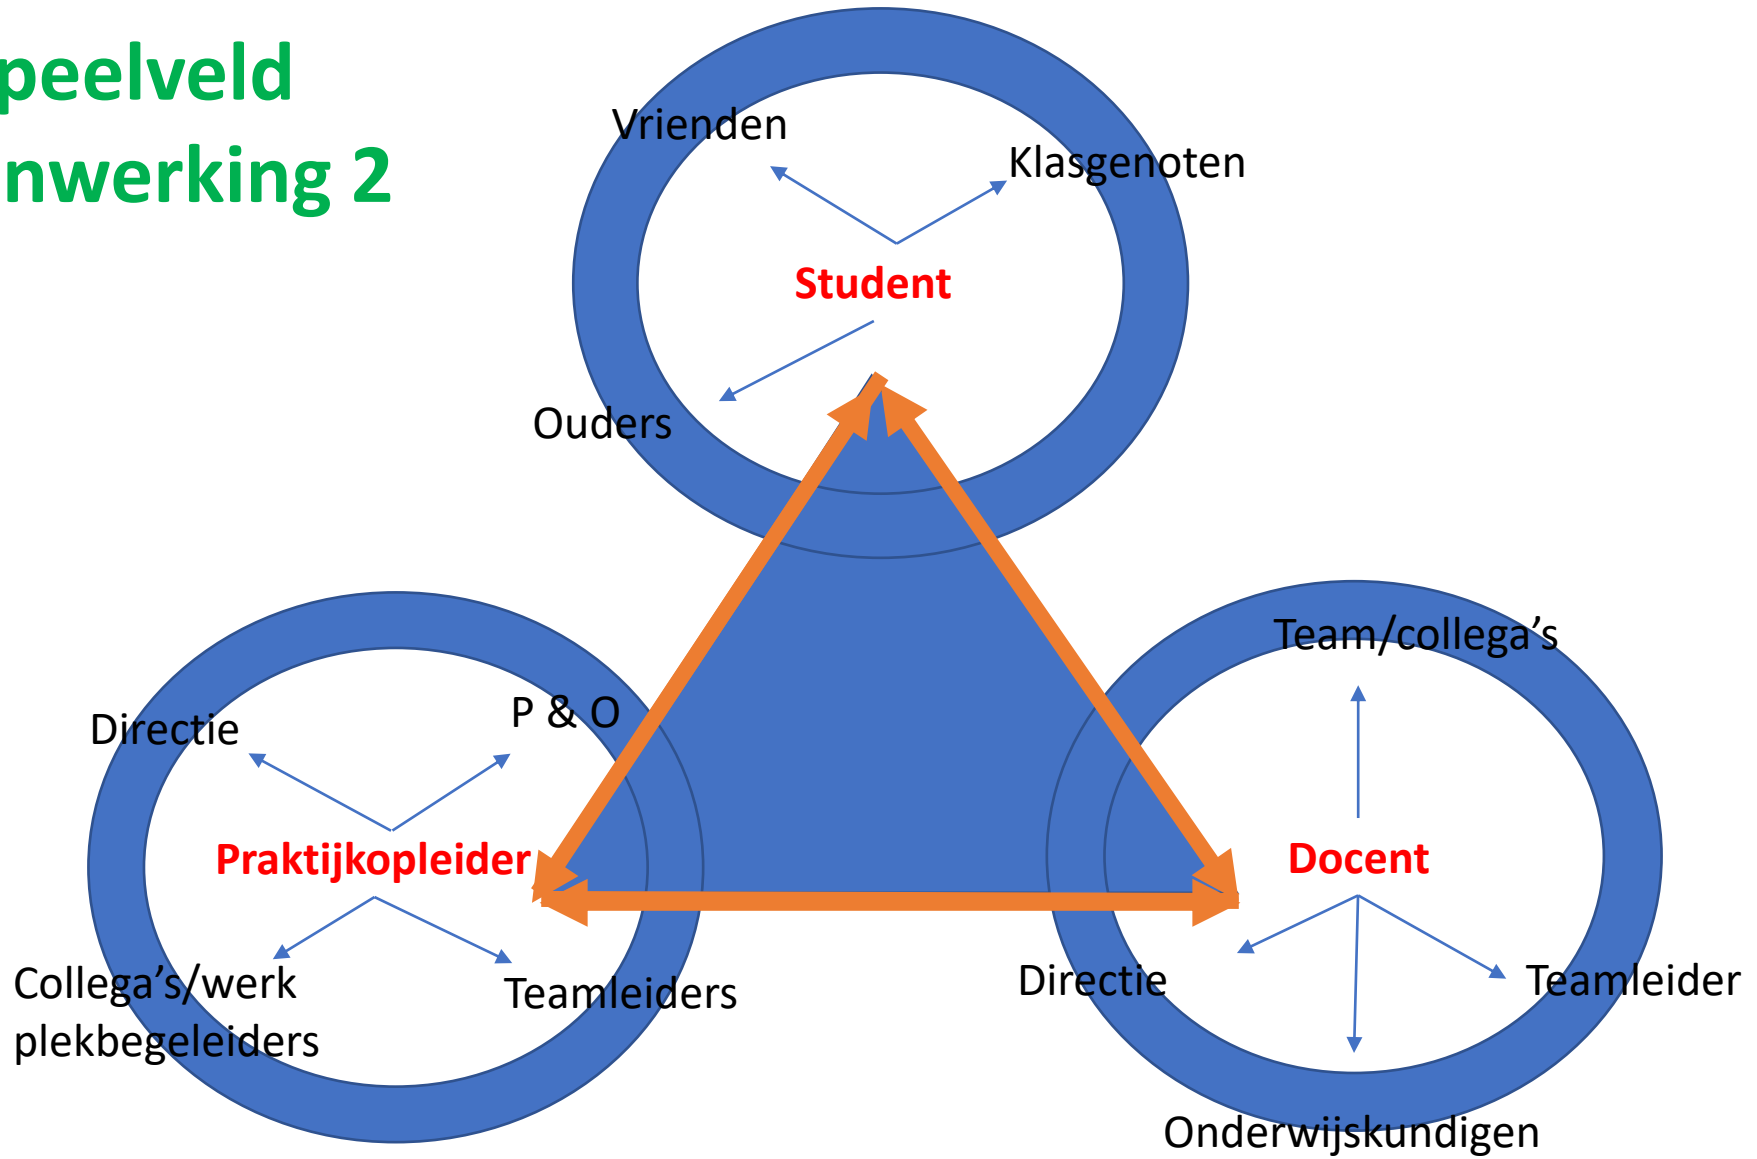 peelveld
nwerking 2
Vrienden
Klasgenoten
Student
Ouders
Team/collega’s
P & O
Directie
Praktijkopleider
Docent
Collega’s/werk
plekbegeleiders
Teamleiders
Directie
Teamleider
Onderwijskundigen